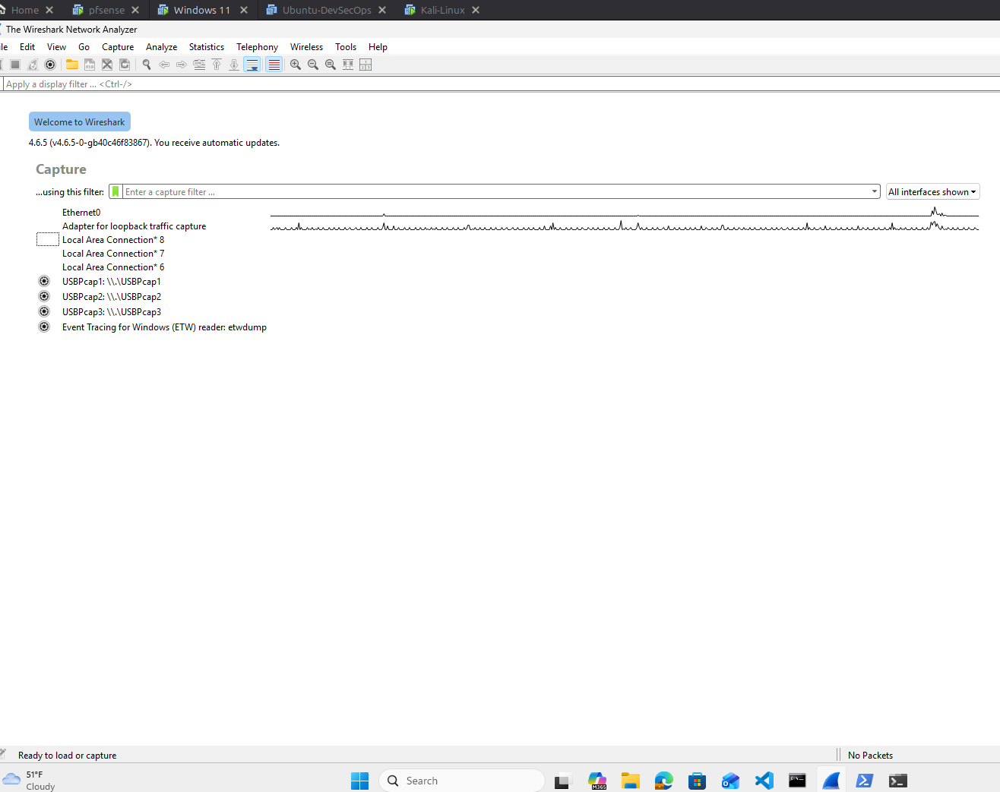 Home pfsense Windows 11 Ubuntu-DevSecOps Kali-Linux
The Wireshark Network Analyzer
ile Edit View Go Capture Analyze Statistics Telephony Wireless Tools Help
Apply a display filter ... <Ctrl-/>
Welcome to Wireshark
4.6.5 (v4.6.5-0-gb40c46f83867). You receive automatic updates.
Capture
...using this filter: Enter a capture filter ... All interfaces shown
Ethernet0
Adapter for loopback traffic capture
Local Area Connection* 8
Local Area Connection* 7
Local Area Connection* 6
USBPcap1: \\.\USBPcap1
USBPcap2: \\.\USBPcap2
USBPcap3: \\.\USBPcap3
Event Tracing for Windows (ETW) reader: etwdump
Ready to load or capture No Packets
51°F
Cloudy
Search
M365